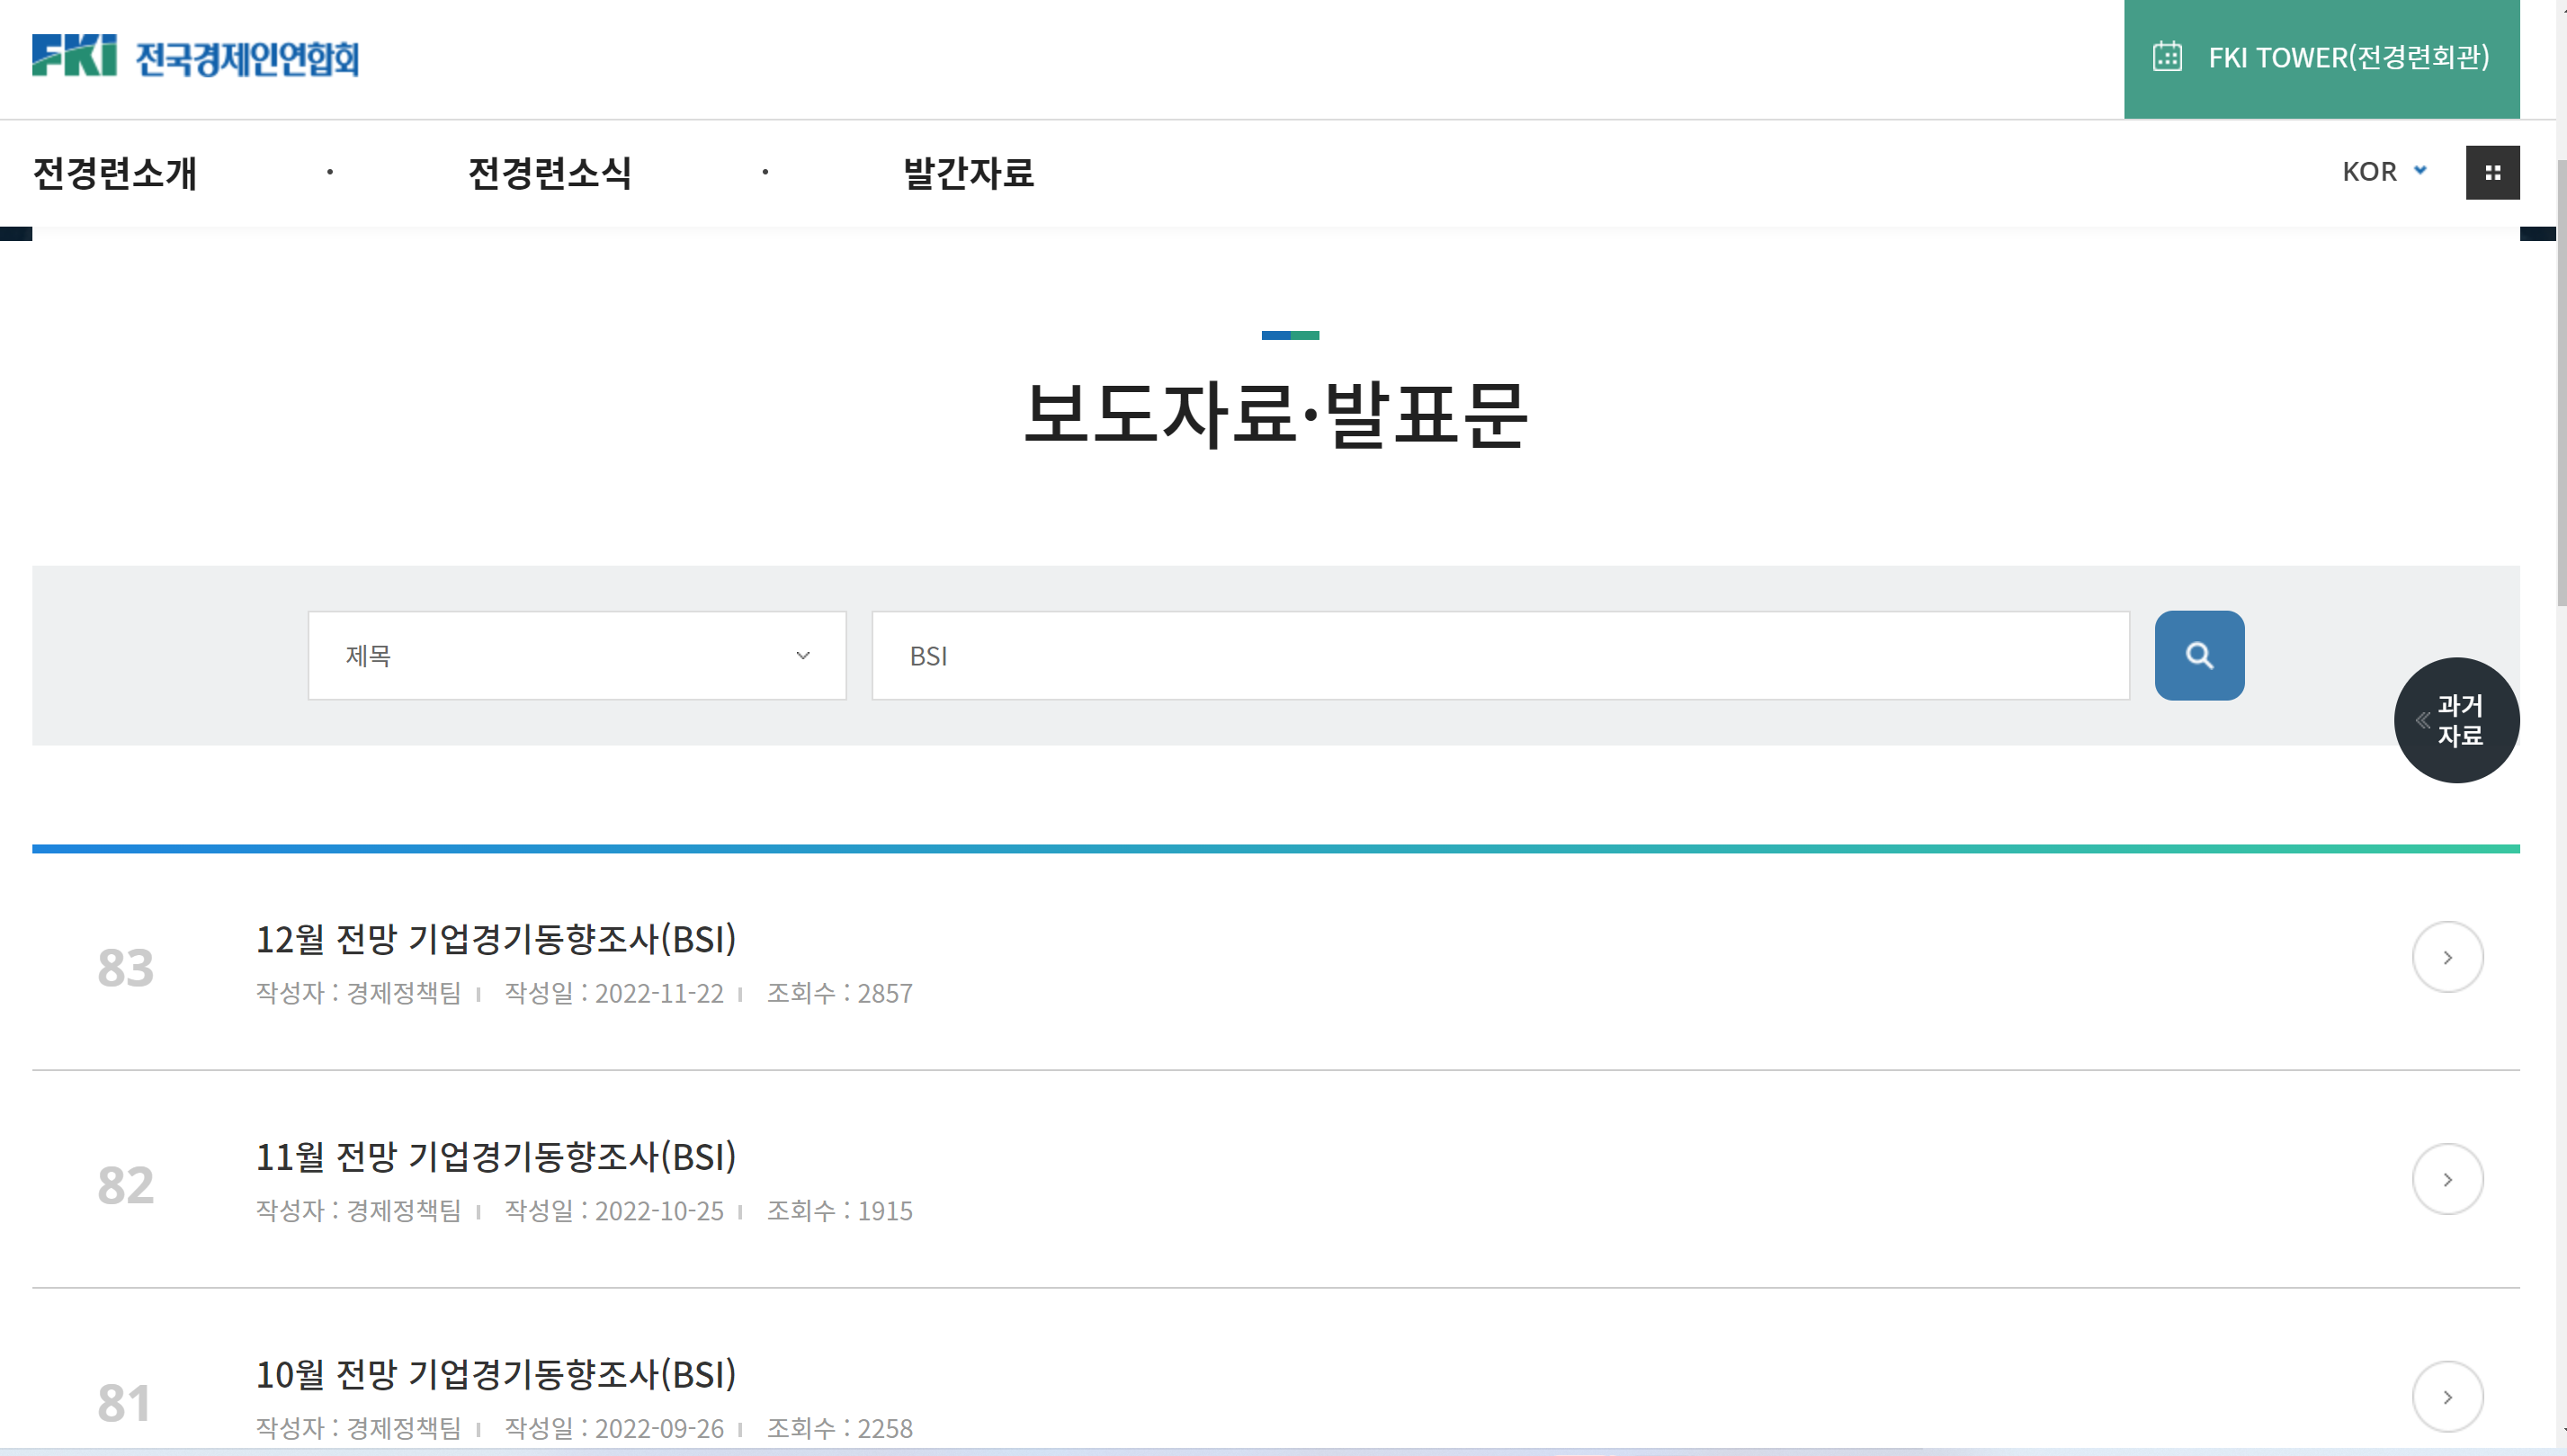 FKI 전국경제인연합회
FKI TOWER(전경련회관)
전경련소개 · 전경련소식 · 발간자료
KOR
보도자료·발표문
제목
BSI
과거
자료
83
12월 전망 기업경기동향조사(BSI)
작성자 : 경제정책팀 작성일 : 2022-11-22 조회수 : 2857
82
11월 전망 기업경기동향조사(BSI)
작성자 : 경제정책팀 작성일 : 2022-10-25 조회수 : 1915
81
10월 전망 기업경기동향조사(BSI)
작성자 : 경제정책팀 작성일 : 2022-09-26 조회수 : 2258